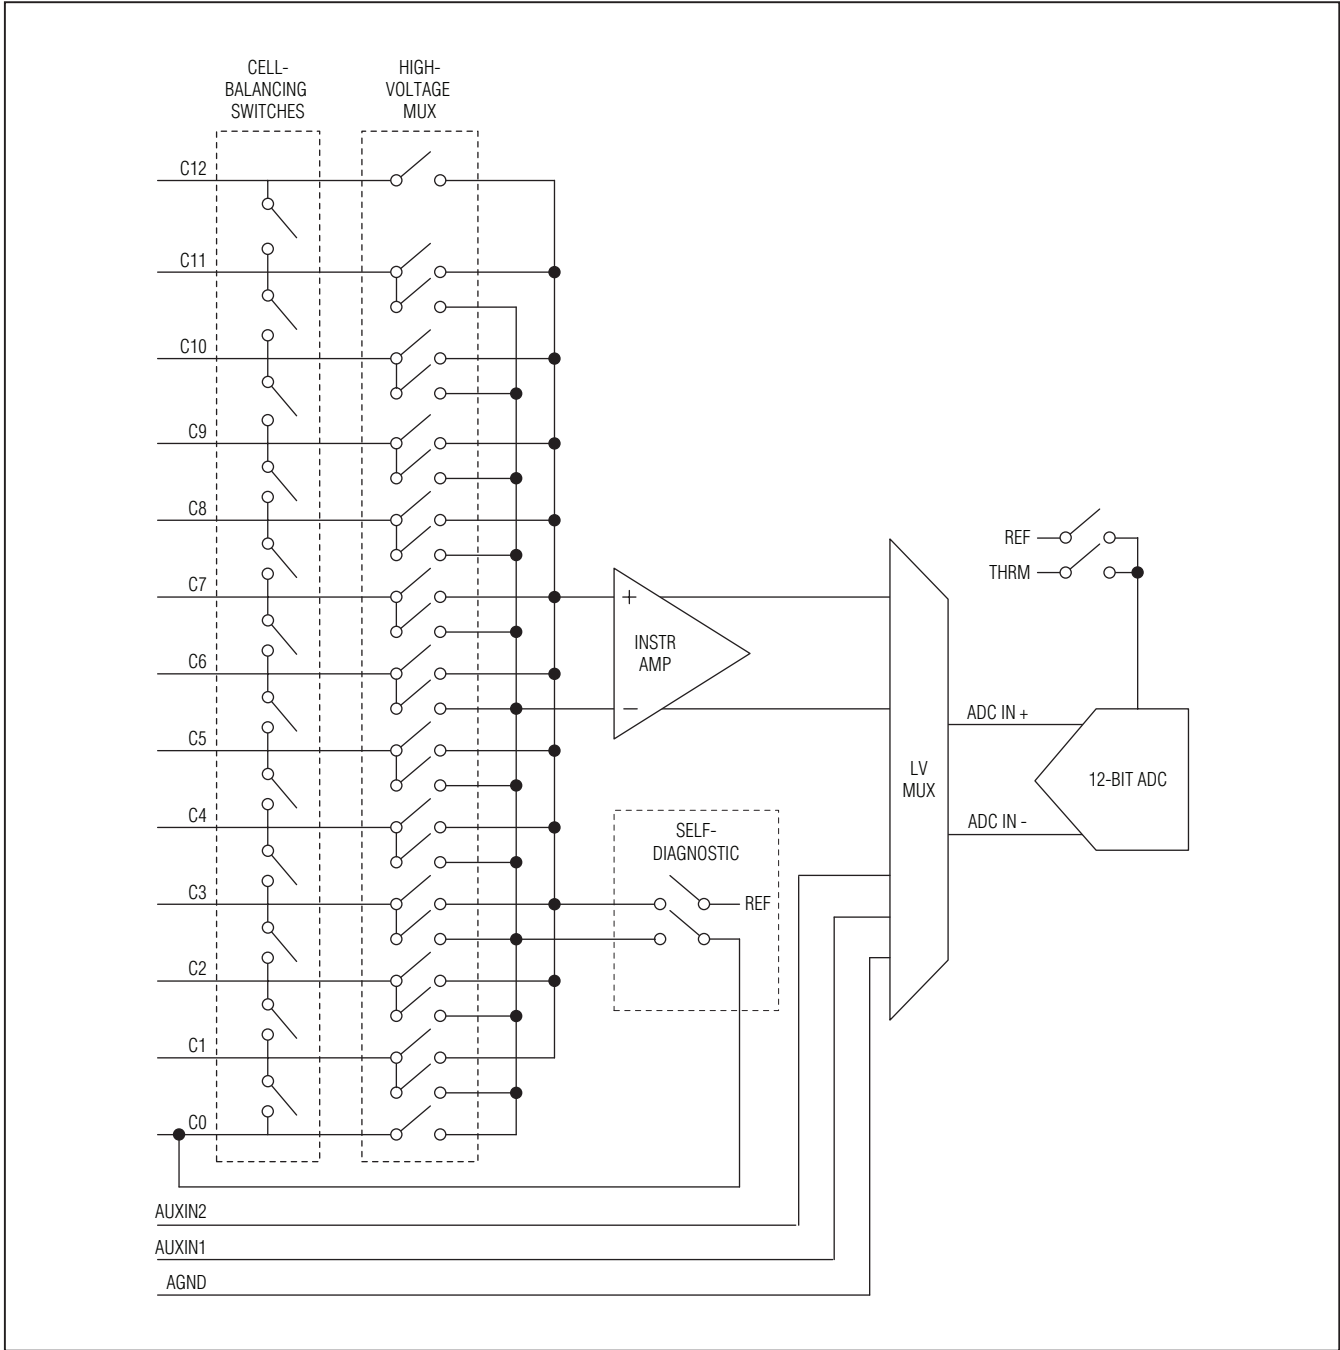 CELL-
BALANCING
SWITCHES
HIGH-
VOLTAGE
MUX
C12
C11
C10
C9
C8
C7
C6
C5
C4
C3
C2
C1
C0
AUXIN2
AUXIN1
AGND
+
INSTR
AMP
−
SELF-
DIAGNOSTIC
REF
LV
MUX
REF
THRM
ADC IN +
12-BIT ADC
ADC IN -